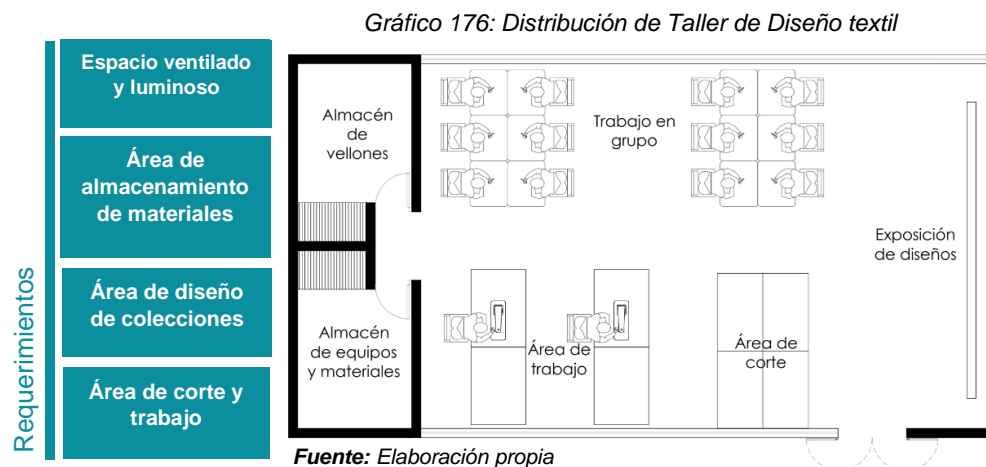 Gráfico 176: Distribución de Taller de Diseño textil
Requerimientos
Espacio ventilado
y luminoso
Área de
almacenamiento
de materiales
Área de diseño
de colecciones
Área de corte y
trabajo
Almacén
de
vellones
Trabajo en
grupo
Exposición
de diseños
Almacén
de equipos
y materiales
Área de
trabajo
Área de
corte
Fuente: Elaboración propia